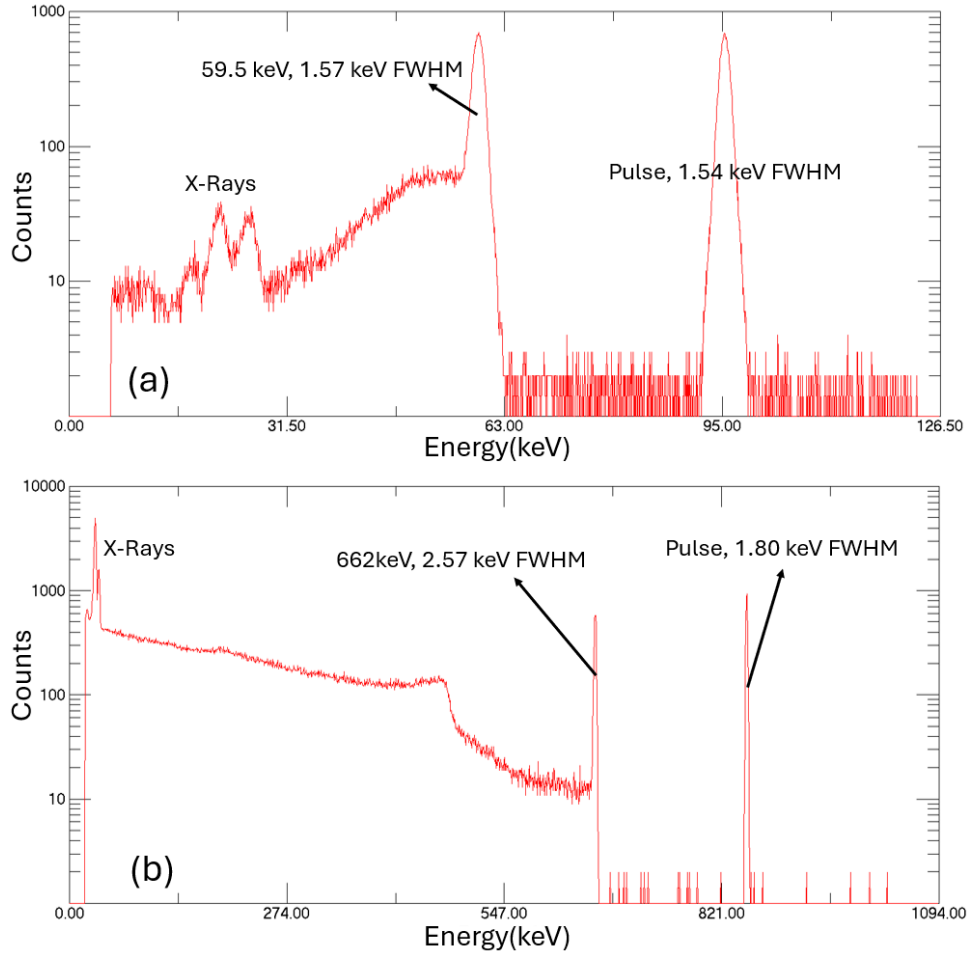 1000
59.5 keV, 1.57 keV FWHM
100
Pulse, 1.54 keV FWHM
X-Rays
Counts
10
(a)
0.00 31.50 63.00 95.00 126.50
Energy(keV)
10000
X-Rays
662keV, 2.57 keV FWHM
Pulse, 1.80 keV FWHM
1000
Counts
100
10
(b)
0.00 274.00 547.00 821.00 1094.00
Energy(keV)